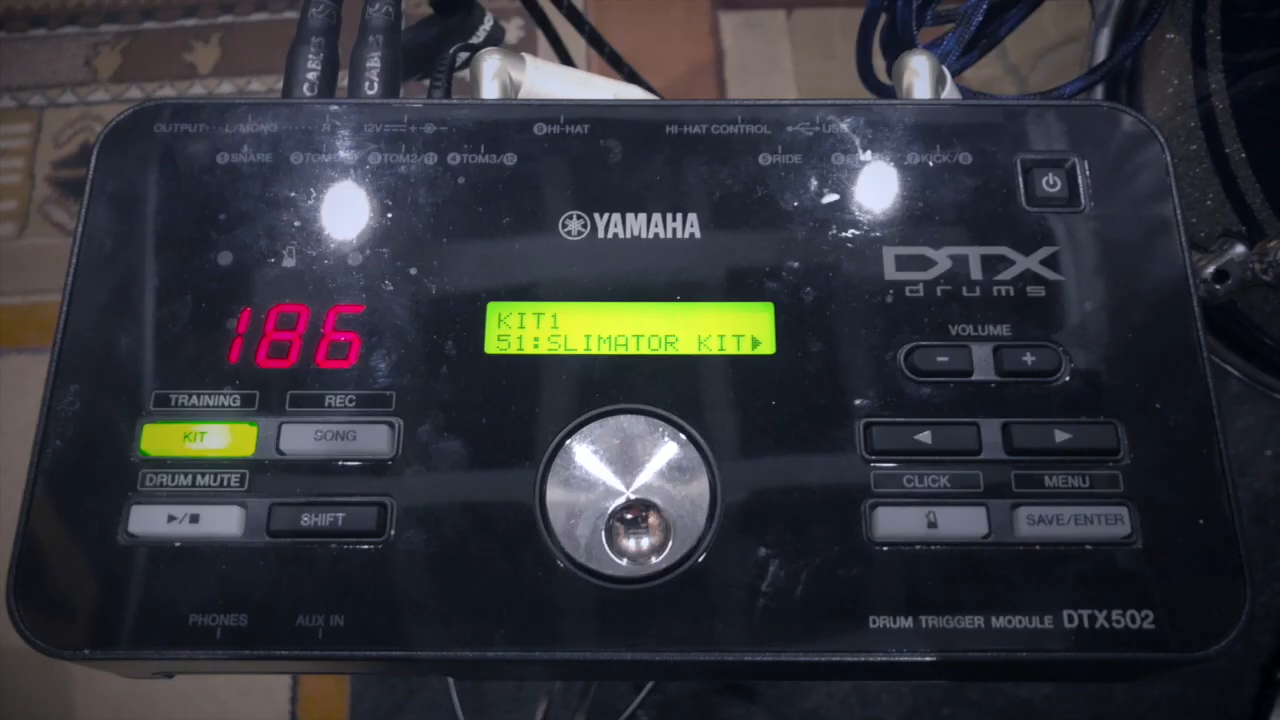 CABLES
CABLES
OUTPUT L/MONO R 12V HI-HAT HI-HAT CONTROL USB
1SNARE 3TOM2/11 4TOM3/12 5RIDE 7KICK/8
YAMAHA
DTX
drums
186
KIT1
51:SLIMATOR KIT
VOLUME
- +
TRAINING REC
KIT SONG
DRUM MUTE CLICK MENU
SHIFT SAVE/ENTER
PHONES AUX IN
DRUM TRIGGER MODULE DTX502